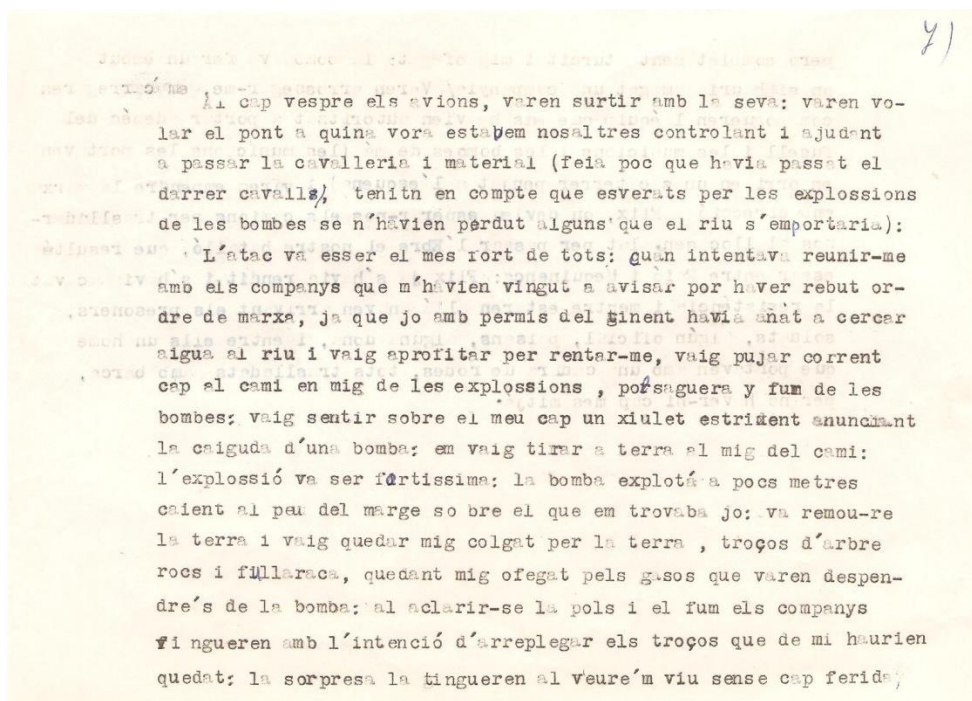 7)
Al cap vespre els avions, varen surtir amb la seva: varen vo-
lar el pont a quina vora estavem nosaltres controlant i ajudant
a passar la cavalleria i material (feia poc que havia passat el
darrer cavall, tenitn en compte que esverats per les explossions
de les bombes se n´havien perdut alguns que el riu s´emportaria):
L´atac va esser el mes fort de tots: quan intentava reunir-me
amb els companys que m´havien vingut a avisar por haver rebut or-
dre de marxa, ja que jo amb permis del tinent havia añat a cercar
aigua al riu i vaig aprofitar per rentar-me, vaig pujar corrent
cap al cami en mig de les explossions , polsaguera y fum de les
bombes: vaig sentir sobre el meu cap un xiulet estrident anunciant
la caiguda d´una bomba: em vaig tirar a terra al mig del cami:
l´explossió va ser fortissima: la bomba explotá a pocs metres
caient al peu del marge so bre el que em trovaba jo: va remou-re
la terra i vaig quedar mig colgat per la terra , troços d´arbre
rocs i fullaraca, quedant mig ofegat pels gasos que varen despen-
dre´s de la bomba: al aclarir-se la pols i el fum els companys
vi ngueren amb l´intenció d´arreplegar els troços que de mi haurien
quedat: la sorpresa la tingueren al veure´m viu sense cap ferida,